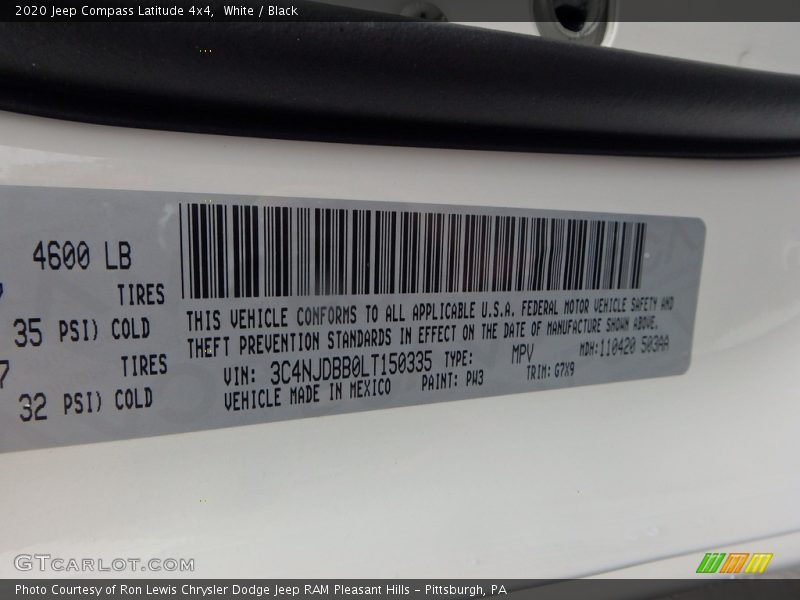 2020 Jeep Compass Latitude 4x4,  White / Black
4600 LB
TIRES
35 PSI) COLD
7 TIRES
32 PSI) COLD
THIS VEHICLE CONFORMS TO ALL APPLICABLE U.S.A. FEDERAL MOTOR VEHICLE SAFETY AND
THEFT PREVENTION STANDARDS IN EFFECT ON THE DATE OF MANUFACTURE SHOWN ABOVE.
VIN: 3C4NJDBB0LT150335 TYPE: MPV MDH:110420 503AA
VEHICLE MADE IN MEXICO PAINT: PW3 TRIM: G7X9
GTCARLOT.COM
Photo Courtesy of Ron Lewis Chrysler Dodge Jeep RAM Pleasant Hills - Pittsburgh, PA